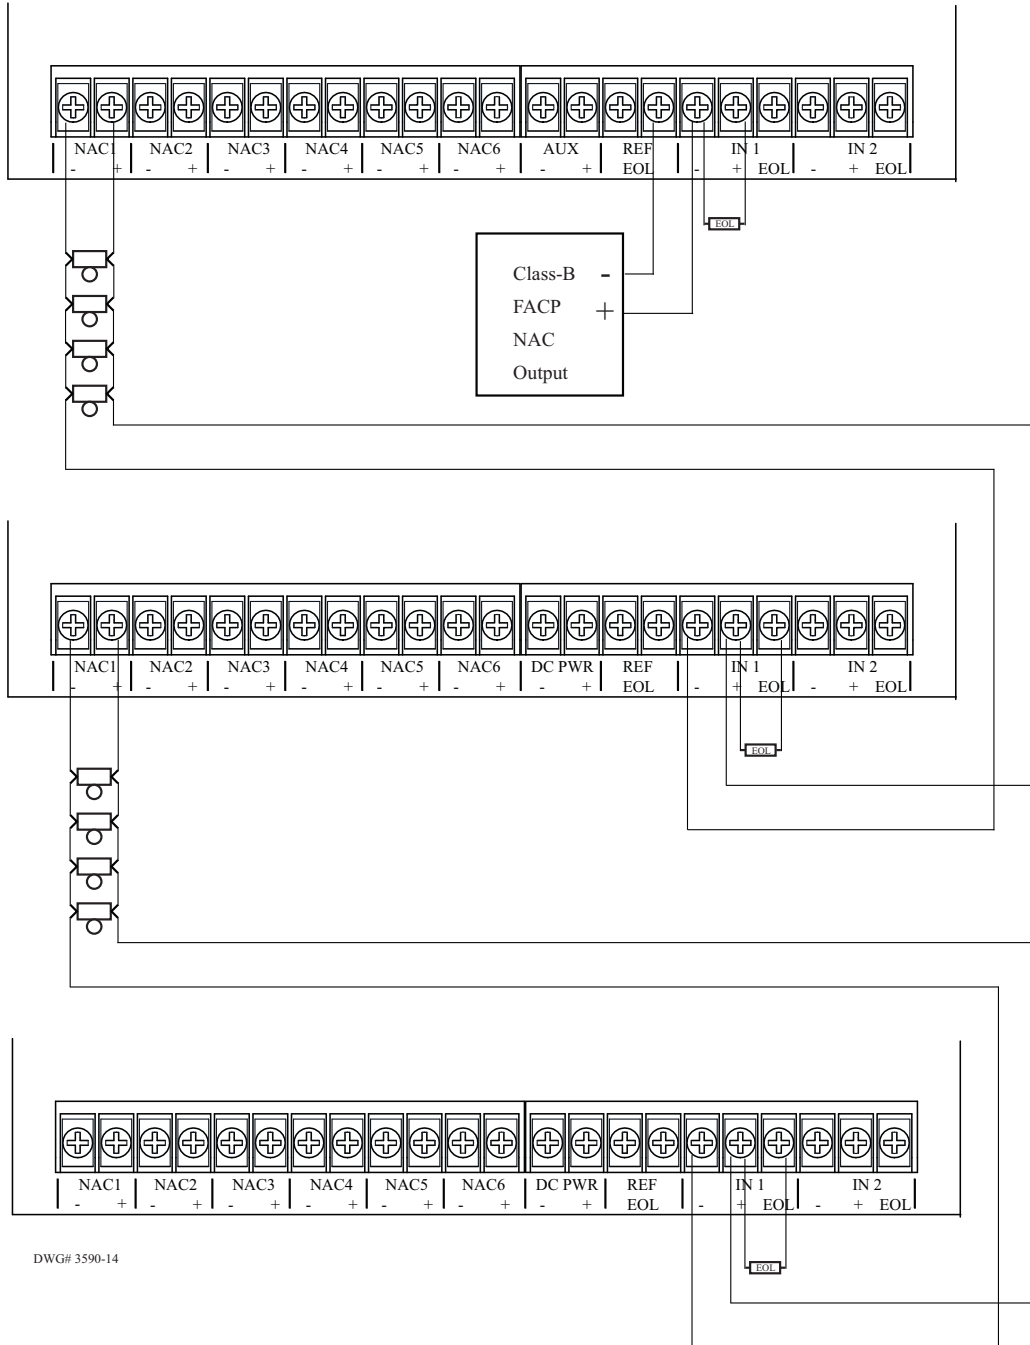 NAC1 NAC2 NAC3 NAC4 NAC5 NAC6 AUX REF IN 1 IN 2
- + - + - + - + - + - + - + EOL - + EOL - + EOL
EOL
Class-B -
FACP +
NAC
Output
NAC1 NAC2 NAC3 NAC4 NAC5 NAC6 DC PWR REF IN 1 IN 2
- + - + - + - + - + - + - + EOL - + EOL - + EOL
EOL
NAC1 NAC2 NAC3 NAC4 NAC5 NAC6 DC PWR REF IN 1 IN 2
- + - + - + - + - + - + - + EOL - + EOL - + EOL
DWG# 3590-14
EOL